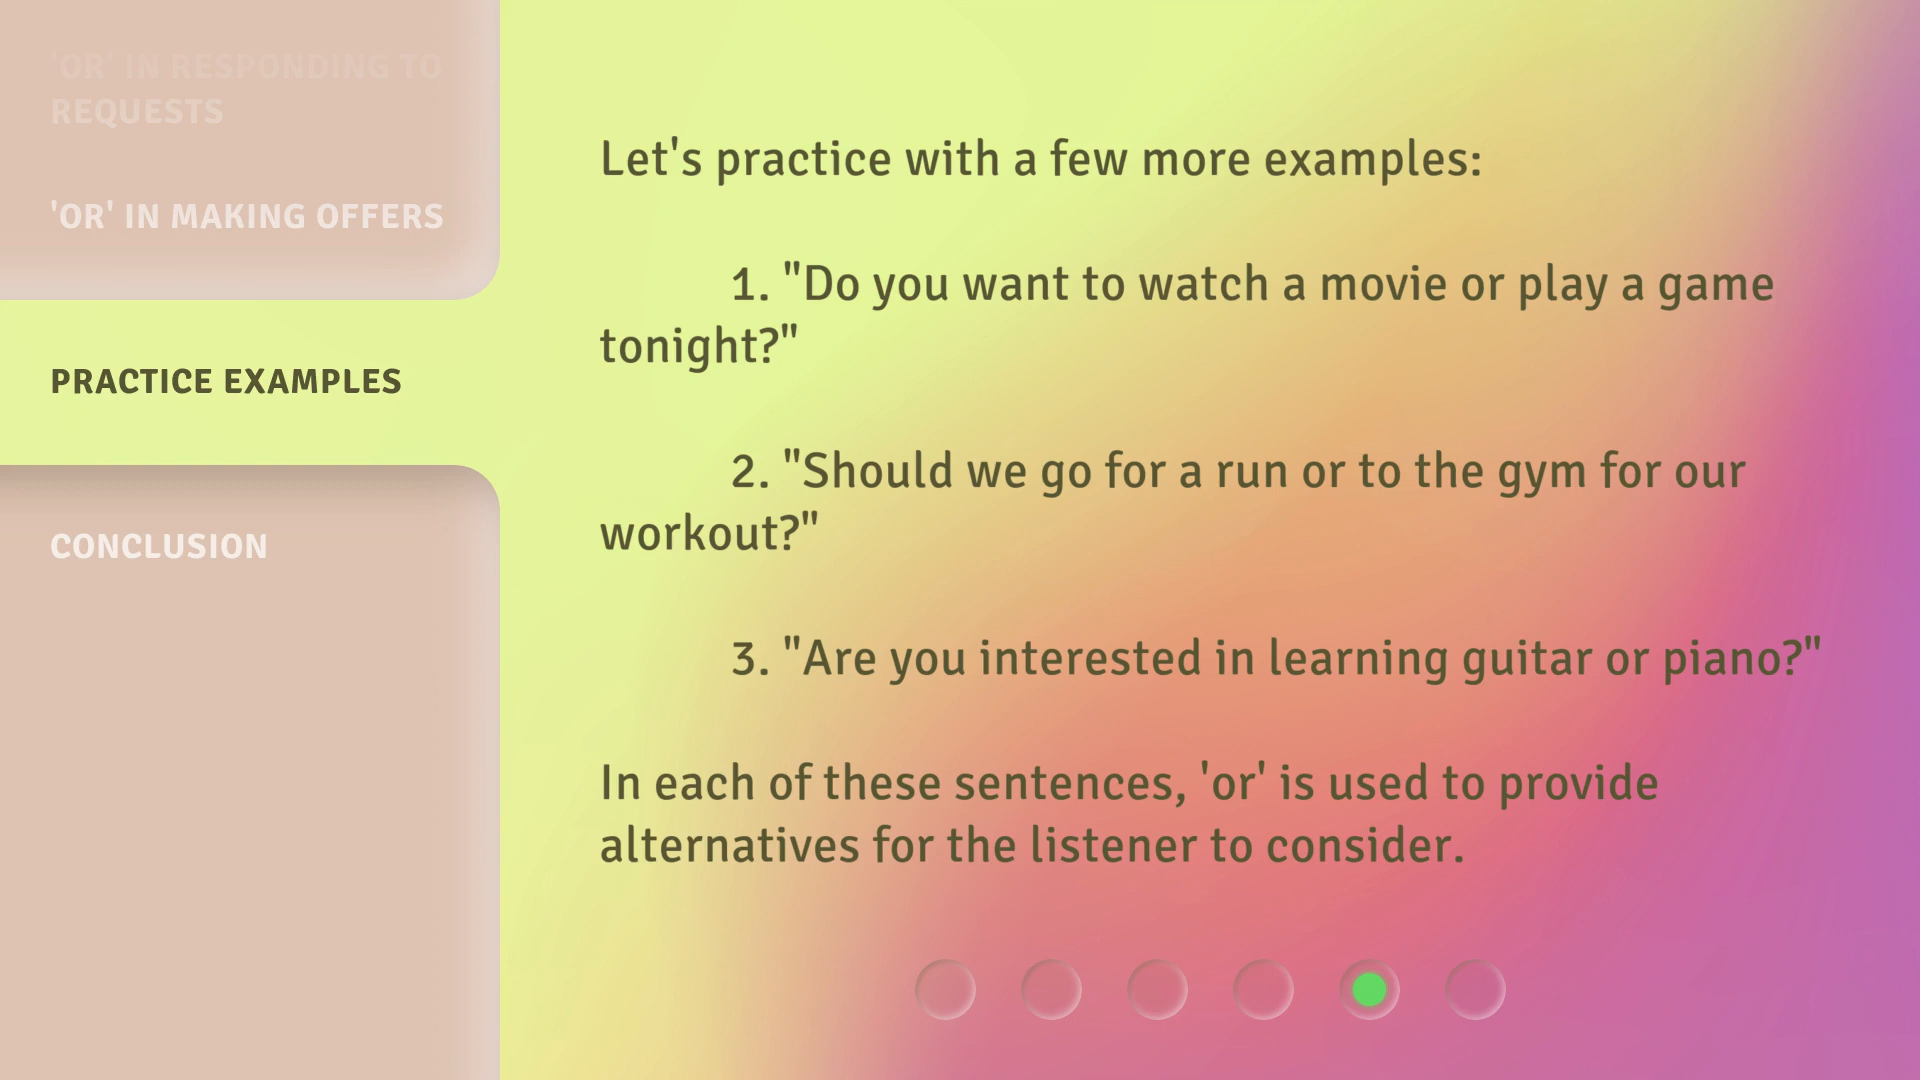 'OR' IN RESPONDING TO
REQUESTS
'OR' IN MAKING OFFERS
PRACTICE EXAMPLES
CONCLUSION
Let's practice with a few more examples:
1. "Do you want to watch a movie or play a game
tonight?"
2. "Should we go for a run or to the gym for our
workout?"
3. "Are you interested in learning guitar or piano?"
In each of these sentences, 'or' is used to provide
alternatives for the listener to consider.